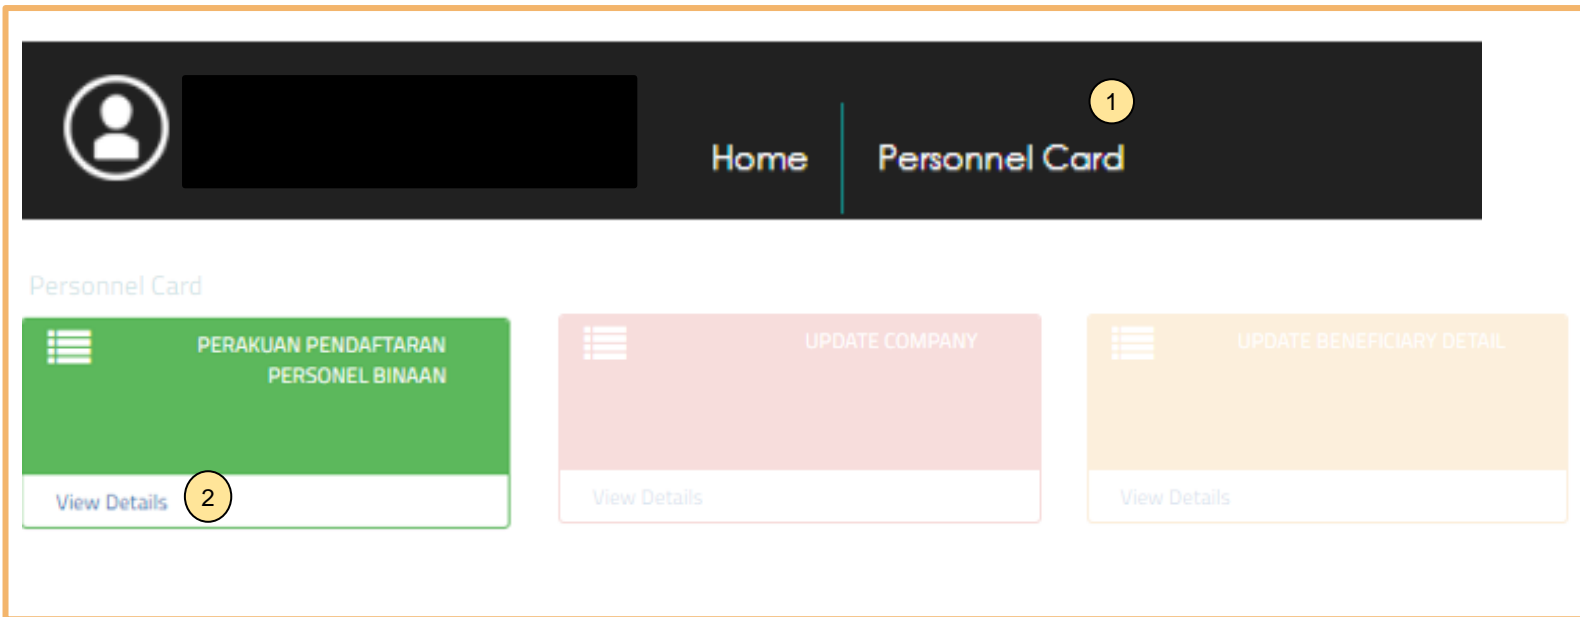 1
Home
Personnel Card
Personnel Card
PERAKUAN PENDAFTARAN
PERSONEL BINAAN
View Details
2
UPDATE COMPANY
View Details
UPDATE BENEFICIARY DETAIL
View Details